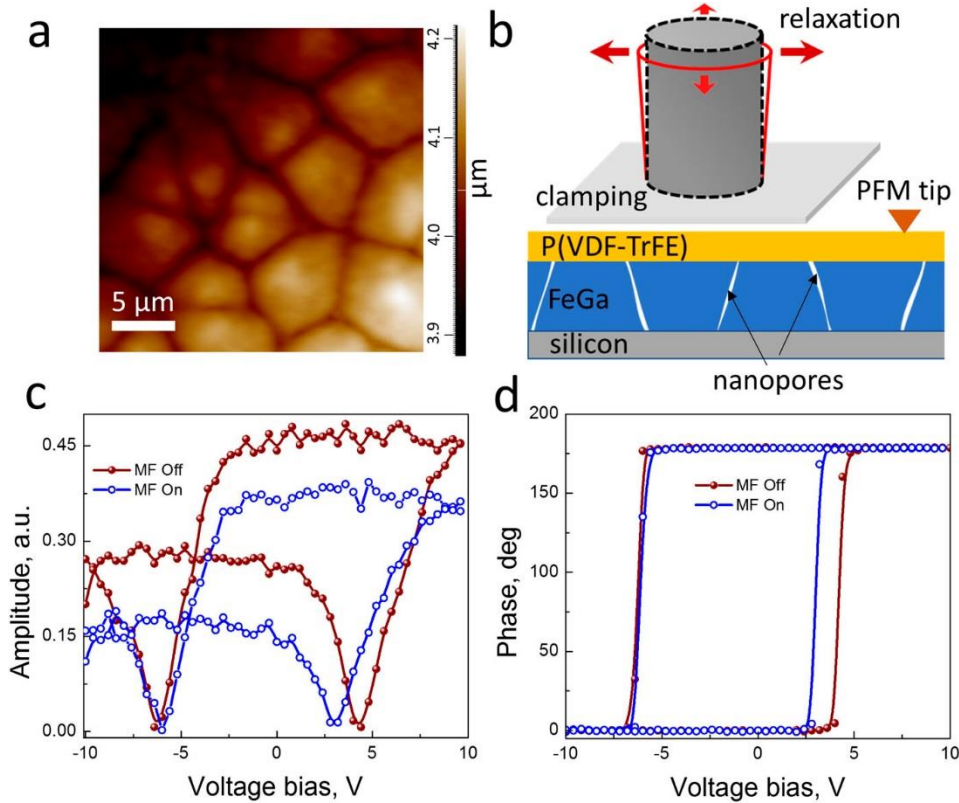 a
4.2
4.1
4.0
3.9
μm
5 μm
b
relaxation
clamping
PFM tip
P(VDF-TrFE)
FeGa
silicon
nanopores
c
0.45
0.30
0.15
0.00
Amplitude, a.u.
MF Off
MF On
-10 -5 0 5 10
Voltage bias, V
d
200
150
100
50
0
Phase, deg
MF Off
MF On
-10 -5 0 5 10
Voltage bias, V